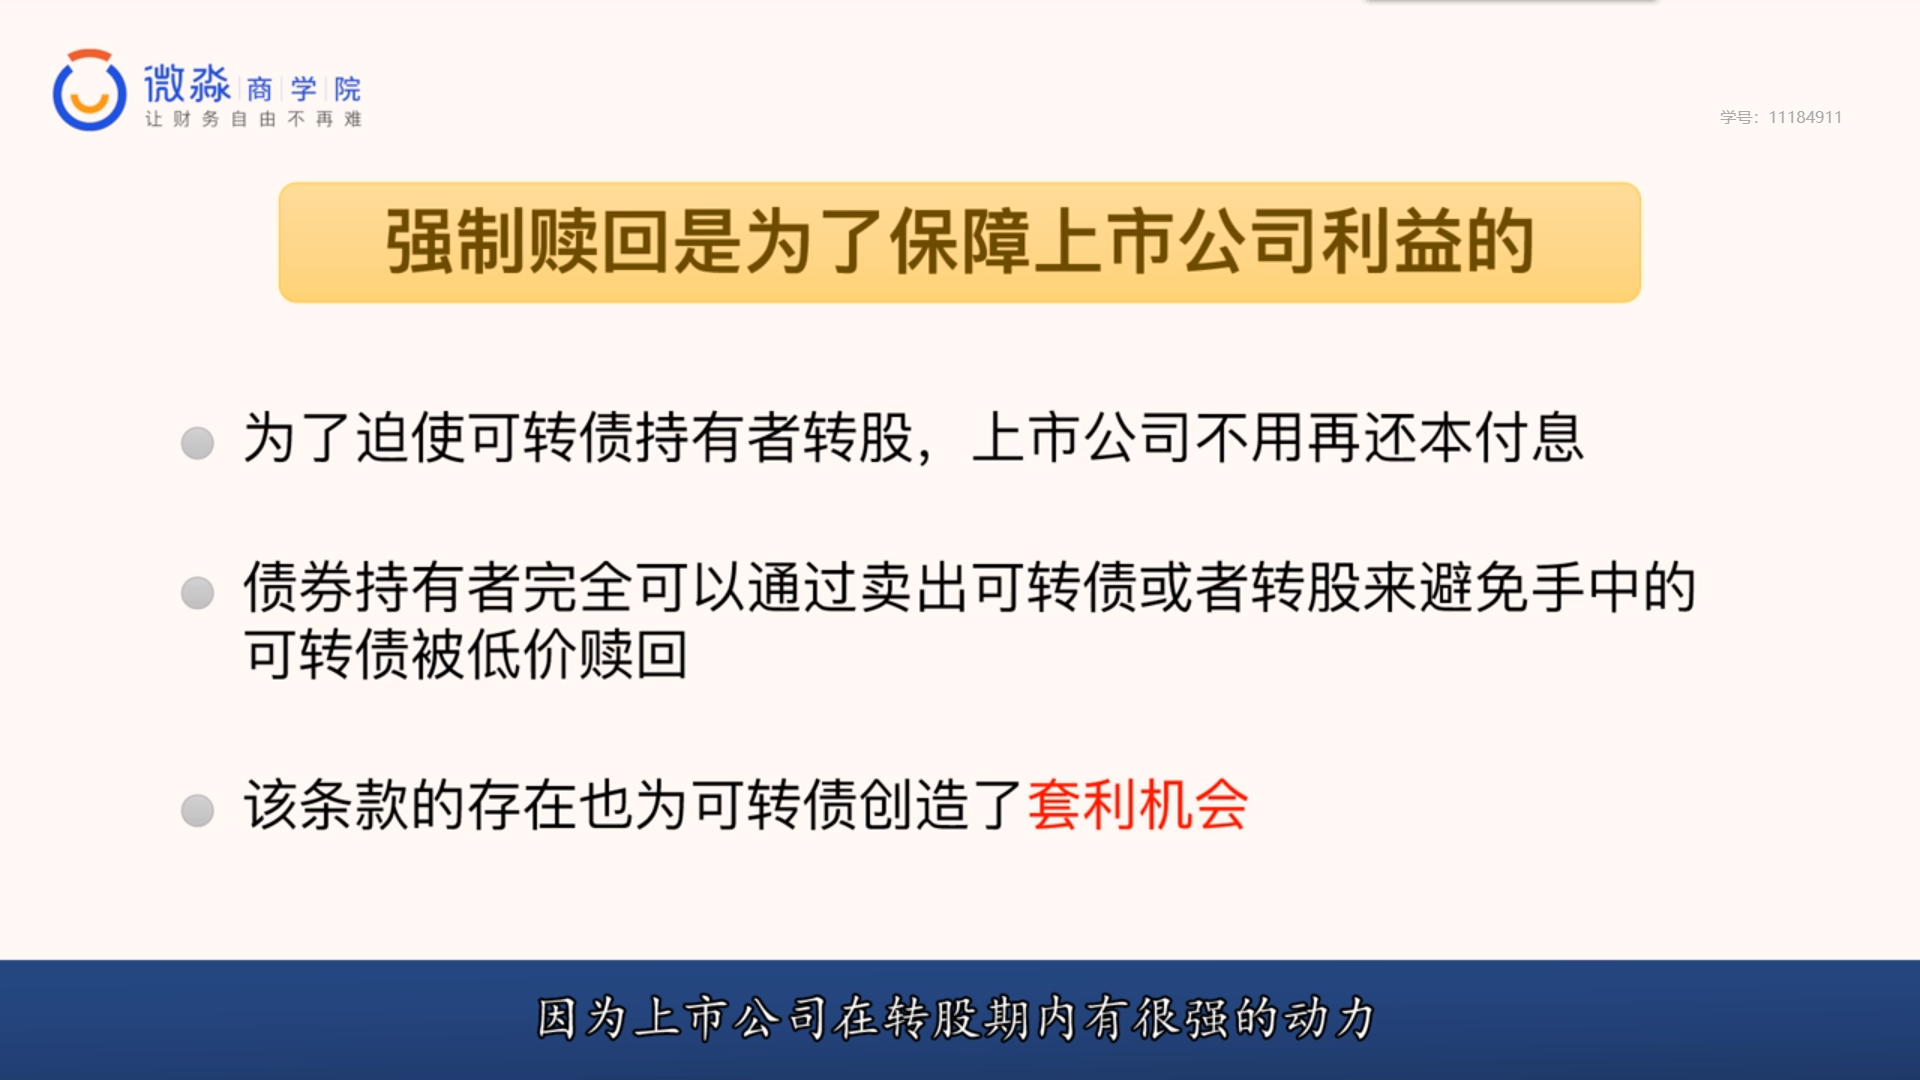 微淼商学院
让财务自由不再难
学号：11184911
强制赎回是为了保障上市公司利益的
为了迫使可转债持有者转股，上市公司不用再还本付息
债券持有者完全可以通过卖出可转债或者转股来避免手中的
可转债被低价赎回
该条款的存在也为可转债创造了套利机会
因为上市公司在转股期内有很强的动力